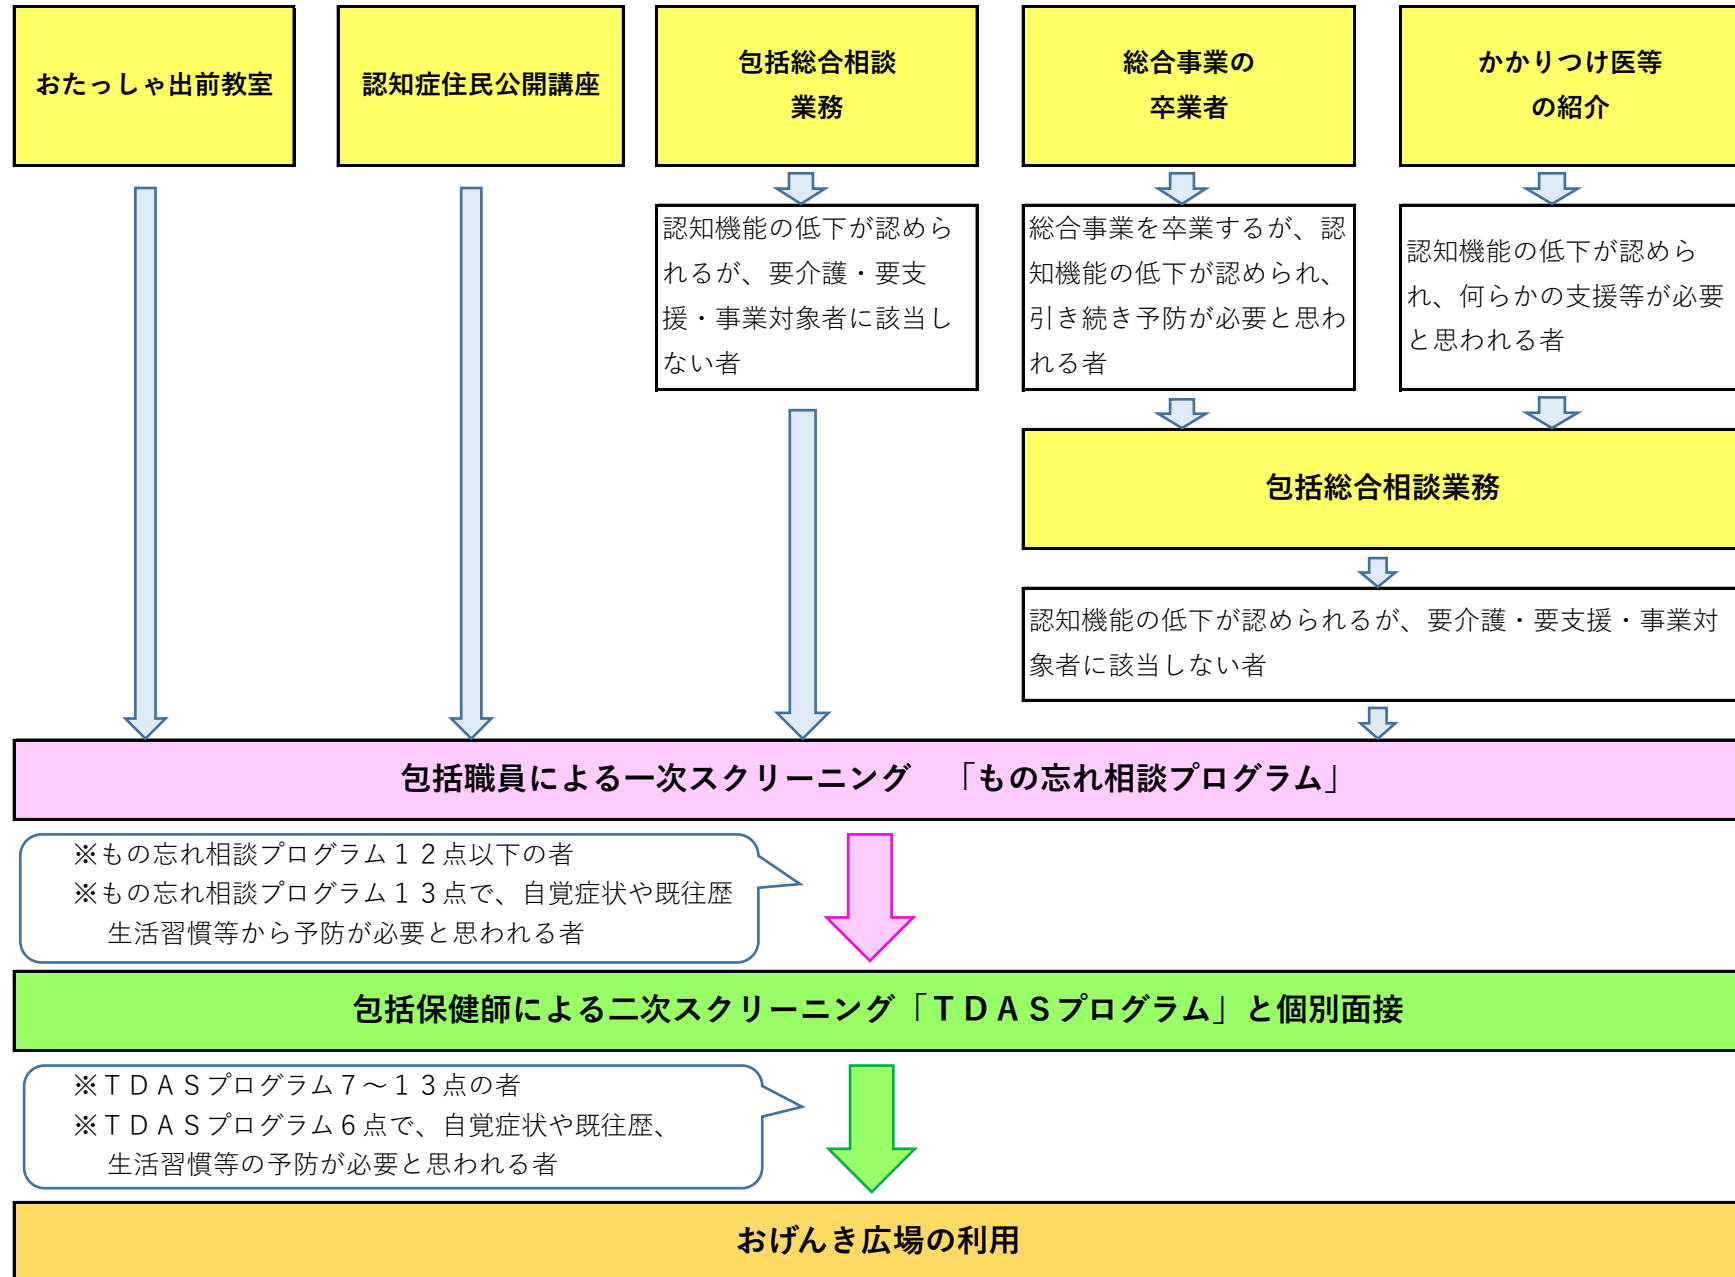 おたっしゃ出前教室
認知症住民公開講座
包括総合相談
業務
総合事業の
卒業者
かかりつけ医等
の紹介
認知機能の低下が認めら
れるが、要介護・要支
援・事業対象者に該当し
ない者
総合事業を卒業するが、認
知機能の低下が認められ、
引き続き予防が必要と思わ
れる者
認知機能の低下が認めら
れ、何らかの支援等が必要
と思われる者
包括総合相談業務
認知機能の低下が認められるが、要介護・要支援・事業対
象者に該当しない者
包括職員による一次スクリーニング　「もの忘れ相談プログラム」
※もの忘れ相談プログラム１２点以下の者
※もの忘れ相談プログラム１３点で、自覚症状や既往歴
生活習慣等から予防が必要と思われる者
包括保健師による二次スクリーニング「ＴＤＡＳプログラム」と個別面接
※ＴＤＡＳプログラム７～１３点の者
※ＴＤＡＳプログラム６点で、自覚症状や既往歴、
生活習慣等の予防が必要と思われる者
おげんき広場の利用